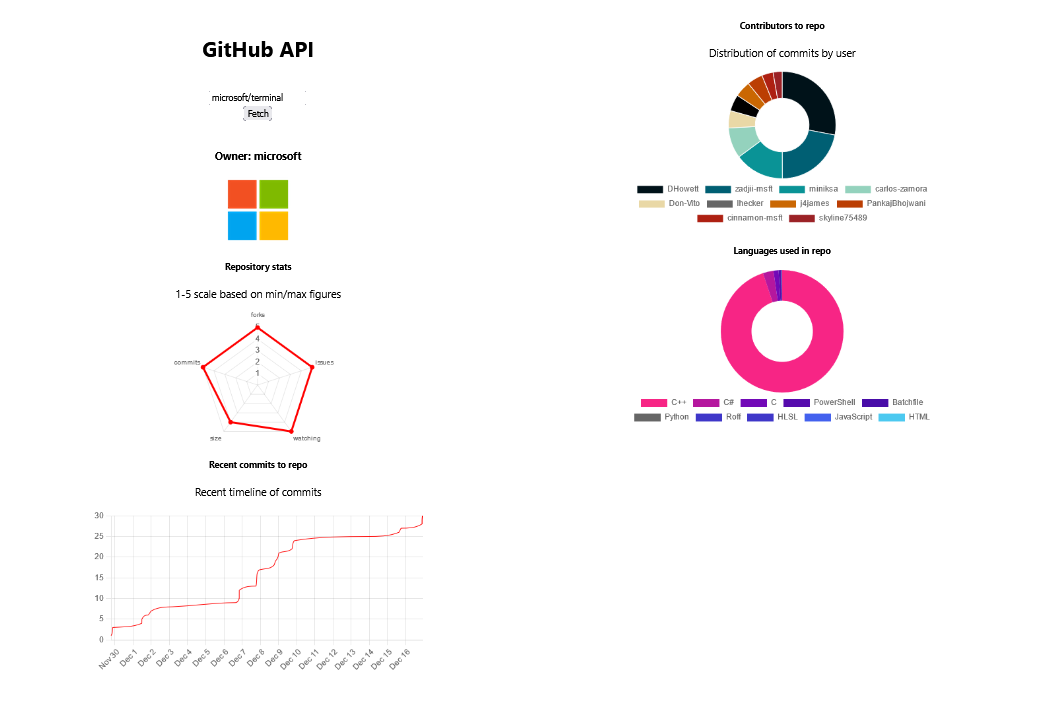 GitHub API
microsoft/terminal
Fetch
Owner: microsoft
Repository stats
1-5 scale based on min/max figures
forks
5
4
3
2
1
commits
issues
size
watching
Recent commits to repo
Recent timeline of commits
30
25
20
15
10
5
0
Nov 30 Dec 1 Dec 2 Dec 3 Dec 4 Dec 5 Dec 6 Dec 7 Dec 8 Dec 9 Dec 10 Dec 11 Dec 12 Dec 13 Dec 14 Dec 15 Dec 16
Contributors to repo
Distribution of commits by user
DHowett zadjii-msft miniksa carlos-zamora
Don-Vito lhecker j4james PankajBhojwani
cinnamon-msft skyline75489
Languages used in repo
C++ C# C PowerShell Batchfile
Python Roff HLSL JavaScript HTML